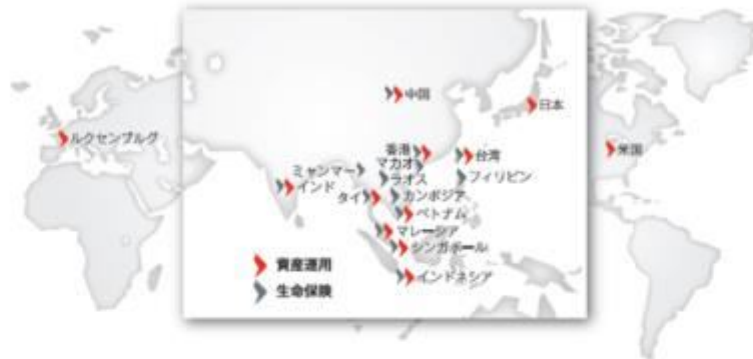 中国
日本
ルクセンブルグ
香港
台湾
米国
マカオ
ミャンマー
ラオス
フィリピン
インド
タイ
カンボジア
ベトナム
マレーシア
シンガポール
資産運用
インドネシア
生命保険